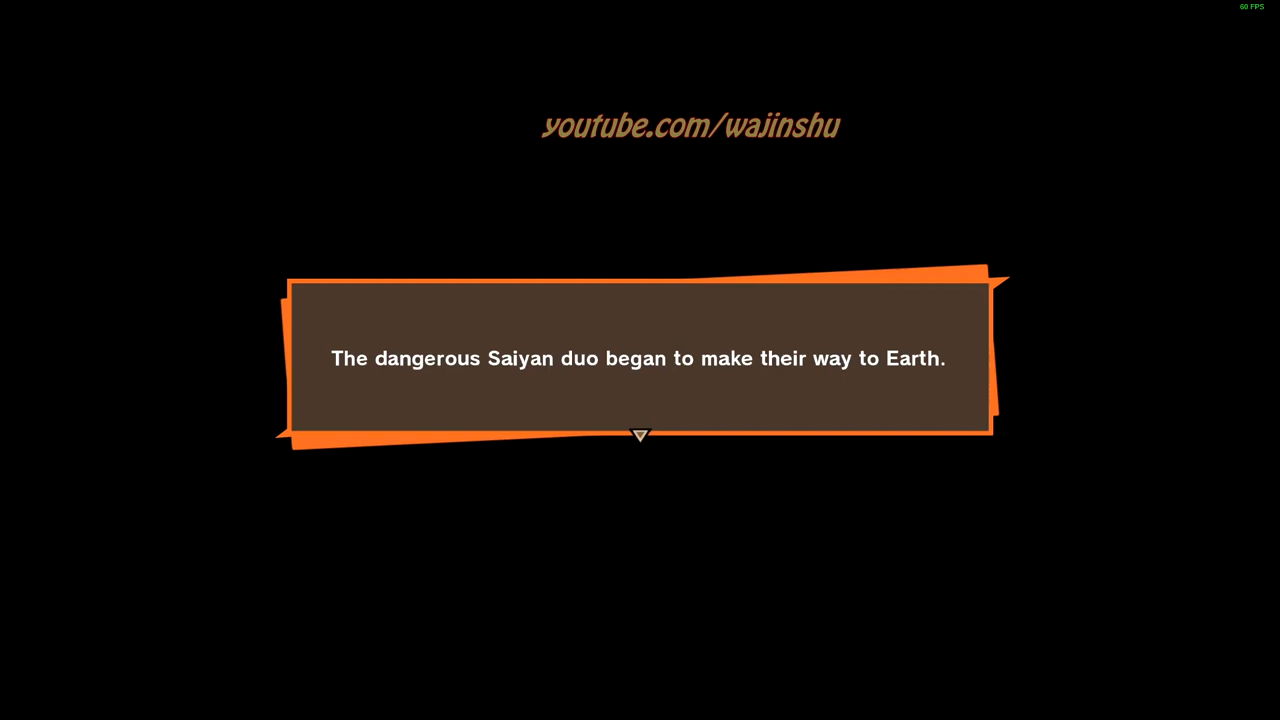 60 FPS
youtube.com/wajinshu
The dangerous Saiyan duo began to make their way to Earth.